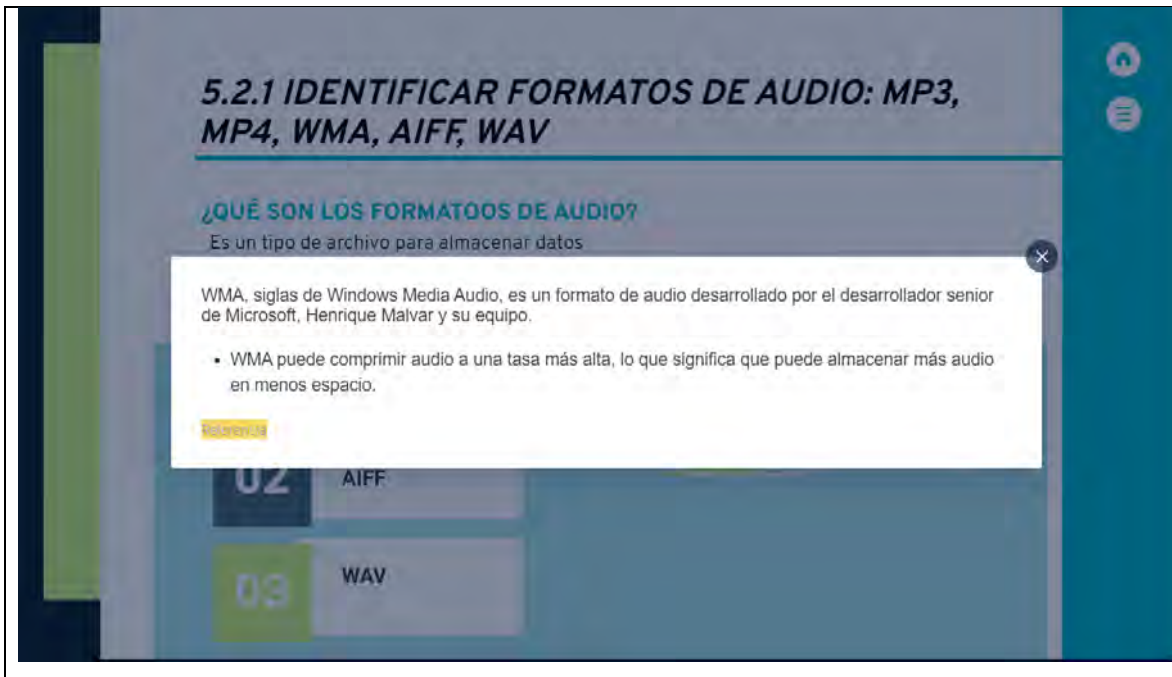 5.2.1 IDENTIFICAR FORMATOS DE AUDIO: MP3,
MP4, WMA, AIFF, WAV
¿QUÉ SON LOS FORMATOOS DE AUDIO?
Es un tipo de archivo para almacenar datos
WMA, siglas de Windows Media Audio, es un formato de audio desarrollado por el desarrollador senior
de Microsoft, Henrique Malvar y su equipo.
• WMA puede comprimir audio a una tasa más alta, lo que significa que puede almacenar más audio
en menos espacio.
Referencia
02 AIFF
03 WAV